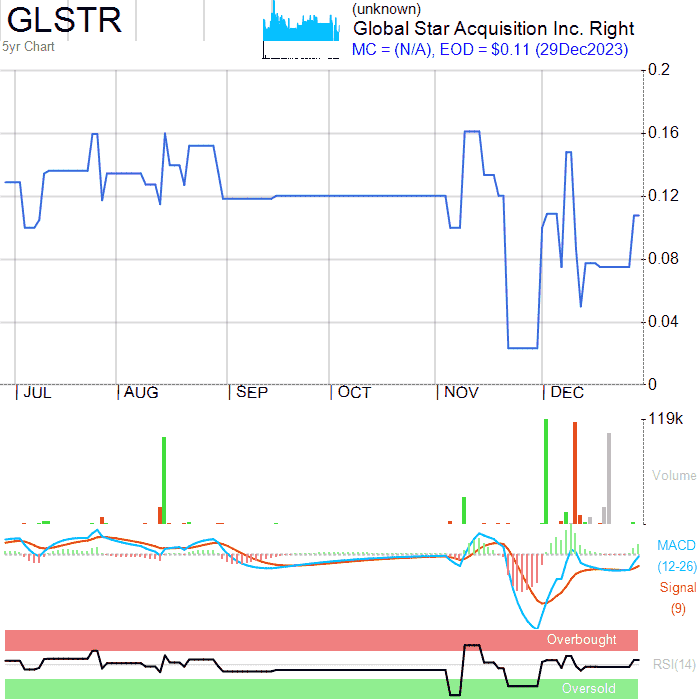 GLSTR
5yr Chart
(unknown)
Global Star Acquisition Inc. Right
MC = (N/A), EOD = $0.11 (29Dec2023)
0.2
0.16
0.12
0.08
0.04
0
JUL AUG SEP OCT NOV DEC
119k
Volume
MACD
(12-26)
Signal
(9)
Overbought
RSI(14)
Oversold